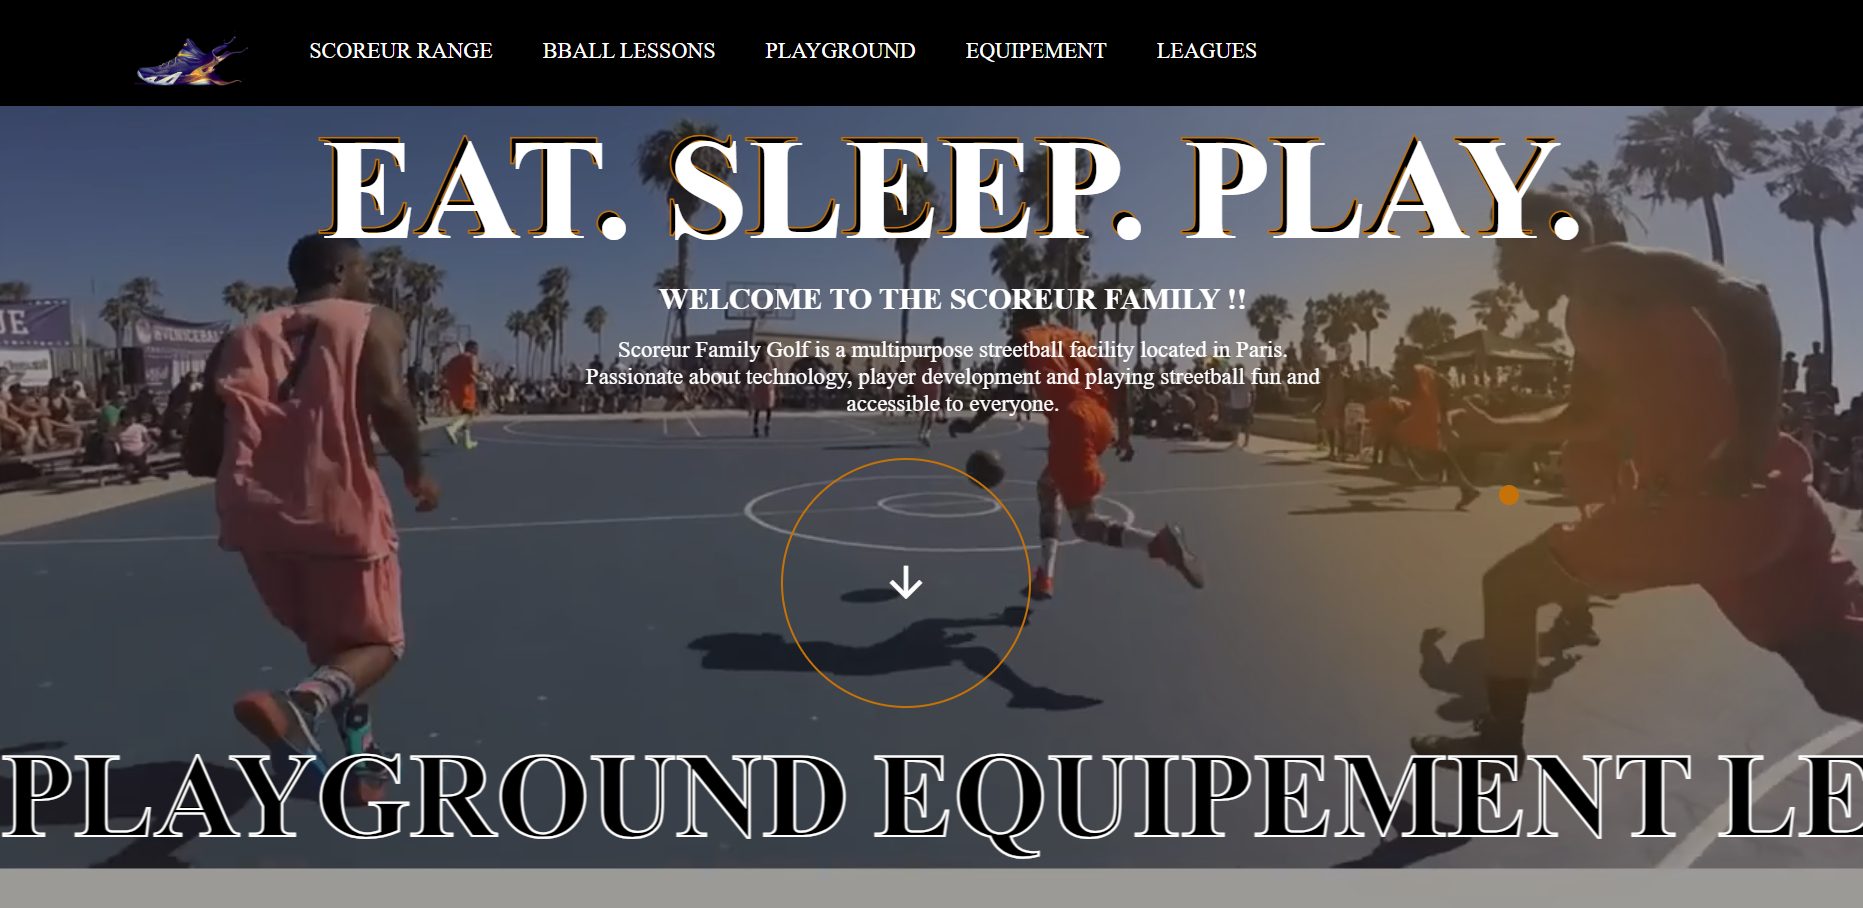 SCOREUR RANGE BBALL LESSONS PLAYGROUND EQUIPEMENT LEAGUES
EAT. SLEEP. PLAY.
WELCOME TO THE SCOREUR FAMILY !!
Scoreur Family Golf is a multipurpose streetball facility located in Paris.
Passionate about technology, player development and playing streetball fun and
accessible to everyone.
PLAYGROUND EQUIPEMENT LE